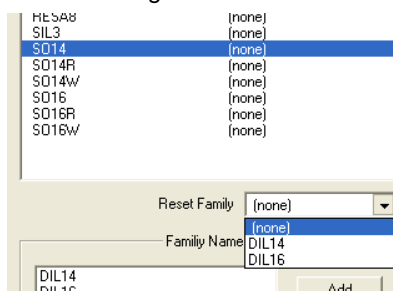 RESA8 (none)
SIL3 (none)
SO14 (none)
SO14R (none)
SO14W (none)
SO16 (none)
SO16R (none)
SO16W (none)
Reset Family (none)
(none)
Familiy Name DIL14
DIL16
DIL14
DIL16 Add